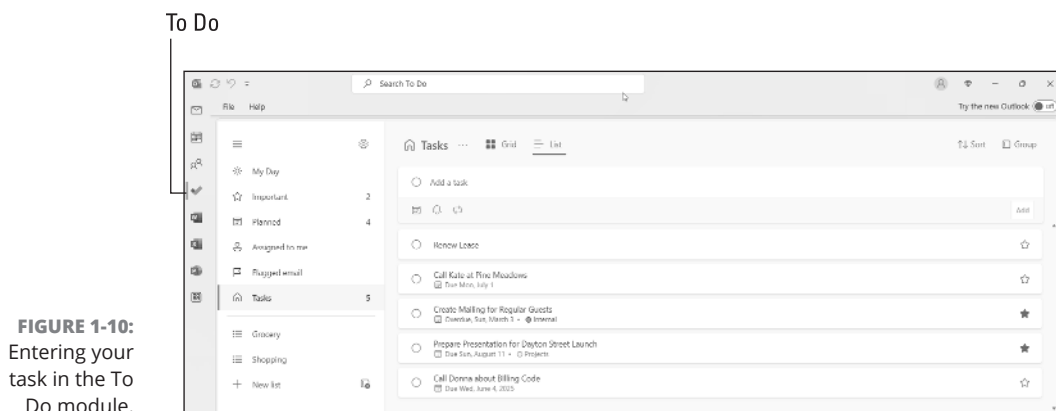 To Do
Search To Do
File Help
Try the new Outlook Off
Tasks ... Grid List
Sort Group
My Day
Important 2
Planned 4
Assigned to me
Flagged email
Tasks 5
Grocery
Shopping
New list
Add a task
Add
Renew Lease
Call Kate at Pine Meadows
Due Mon, July 1
Create Mailing for Regular Guests
Overdue, Sun, March 3 • Internal
Prepare Presentation for Dayton Street Launch
Due Sun, August 11 • Projects
Call Donna about Billing Code
Due Wed, June 4, 2025
FIGURE 1-10:
Entering your
task in the To
Do module.